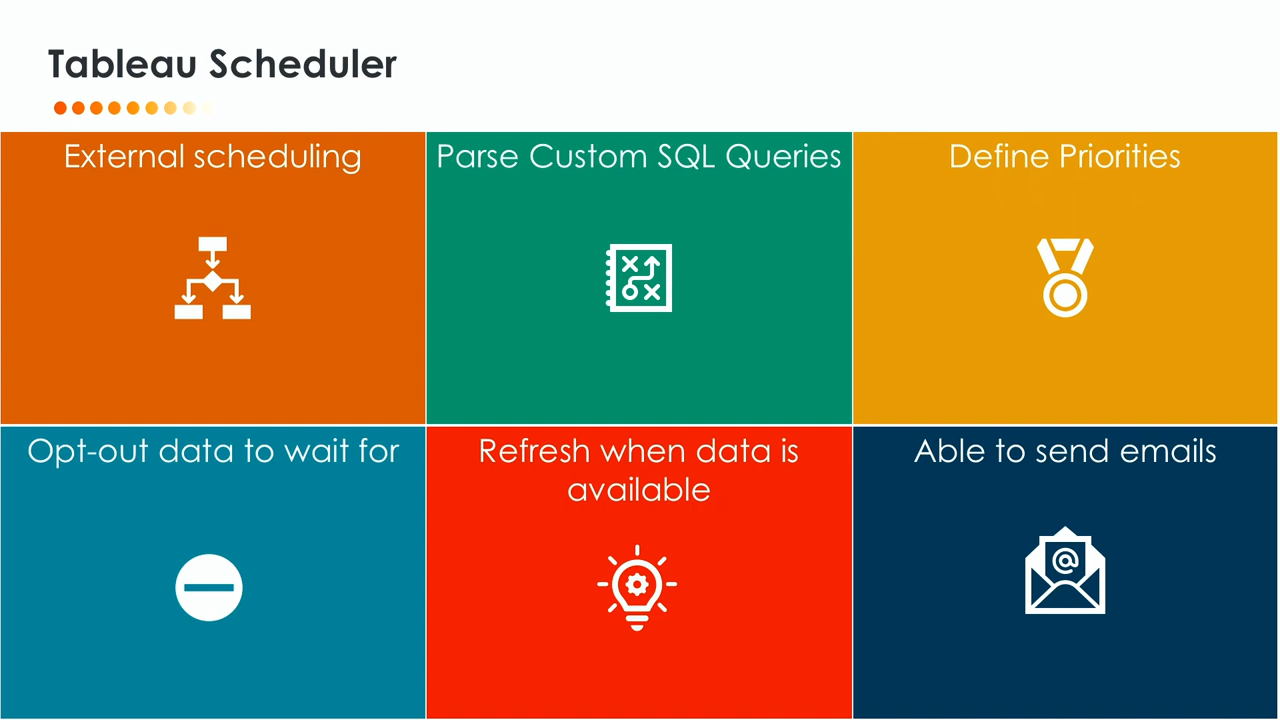 Tableau Scheduler
External scheduling
Parse Custom SQL Queries
Define Priorities
Opt-out data to wait for
Refresh when data is
available
Able to send emails